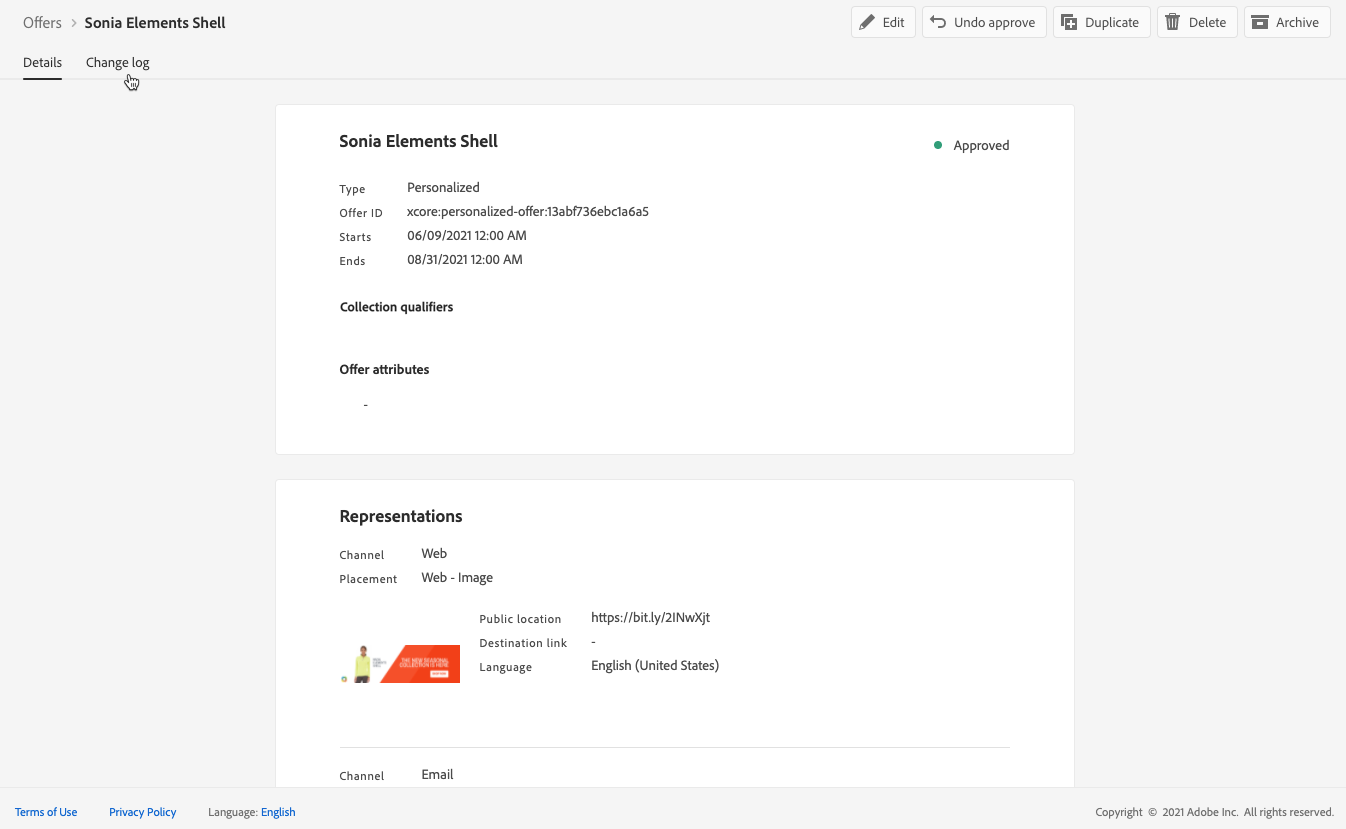 Offers > Sonia Elements Shell
Edit
Undo approve
Duplicate
Delete
Archive
Details
Change log
Sonia Elements Shell
Approved
Type Personalized
Offer ID xcore:personalized-offer:13abf736ebc1a6a5
Starts 06/09/2021 12:00 AM
Ends 08/31/2021 12:00 AM
Collection qualifiers
Offer attributes
-
Representations
Channel Web
Placement Web - Image
Public location https://bit.ly/2INwXjt
Destination link -
Language English (United States)
THE NEW SEASONAL
COLLECTION IS HERE
Channel Email
Terms of Use
Privacy Policy
Language: English
Copyright © 2021 Adobe Inc. All rights reserved.